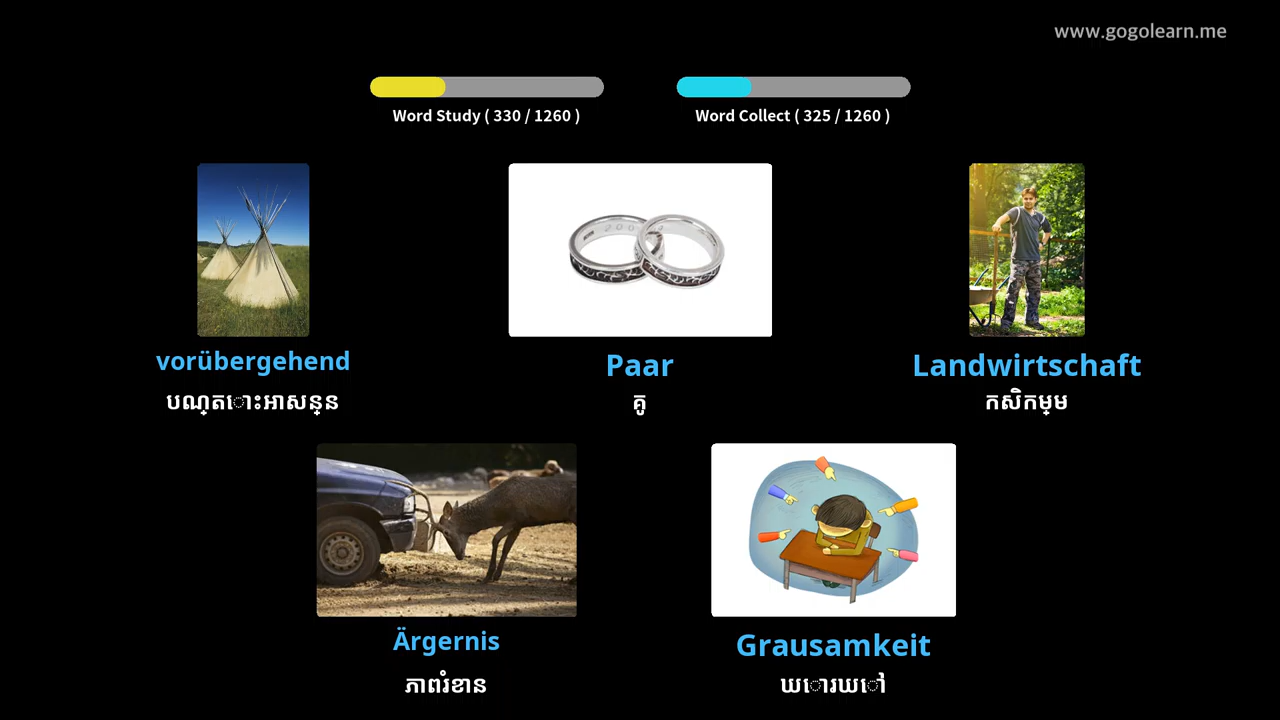 www.gogolearn.me
Word Study ( 330 / 1260 )
Word Collect ( 325 / 1260 )
vorübergehend
បណ្តោះអាសន្ន
Paar
គូ
Landwirtschaft
កសិកម្ម
Ärgernis
ភាពរំខាន
Grausamkeit
ឃោរឃៅ